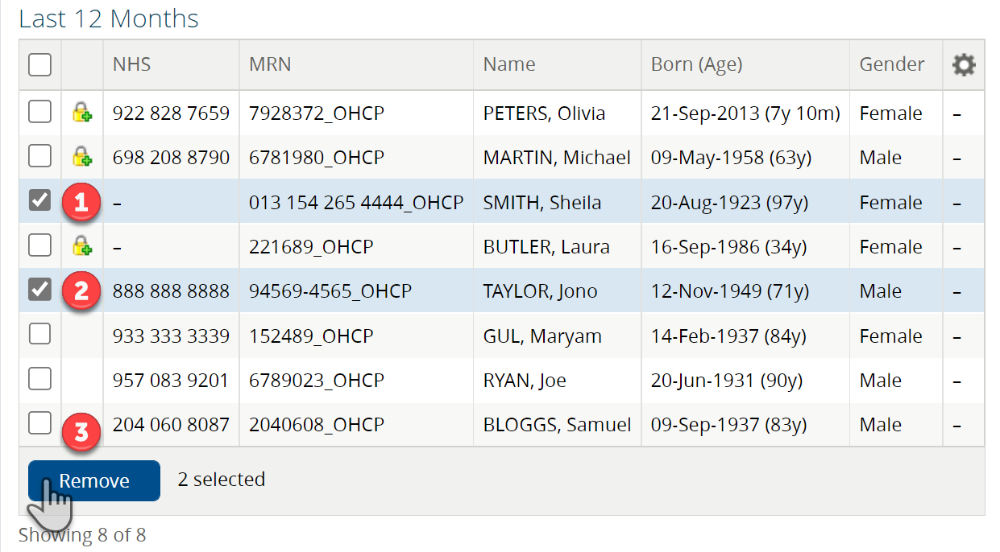 Last 12 Months
NHS MRN Name Born (Age) Gender
922 828 7659 7928372_OHCP PETERS, Olivia 21-Sep-2013 (7y 10m) Female –
698 208 8790 6781980_OHCP MARTIN, Michael 09-May-1958 (63y) Male –
1 – 013 154 265 4444_OHCP SMITH, Sheila 20-Aug-1923 (97y) Female –
– 221689_OHCP BUTLER, Laura 16-Sep-1986 (34y) Female –
2 888 888 8888 94569-4565_OHCP TAYLOR, Jono 12-Nov-1949 (71y) Male –
933 333 3339 152489_OHCP GUL, Maryam 14-Feb-1937 (84y) Female –
957 083 9201 6789023_OHCP RYAN, Joe 20-Jun-1931 (90y) Male –
3 204 060 8087 2040608_OHCP BLOGGS, Samuel 09-Sep-1937 (83y) Male –
Remove 2 selected
Showing 8 of 8